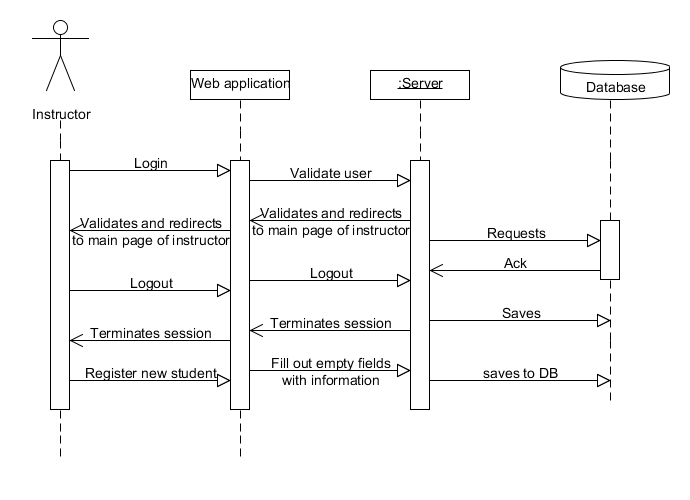 Instructor
Web application
:Server
Database
Login
Validate user
Validates and redirects
to main page of instructor
Validates and redirects
to main page of instructor
Requests
Ack
Logout
Logout
Saves
Terminates session
Terminates session
Register new student
Fill out empty fields
with information
saves to DB